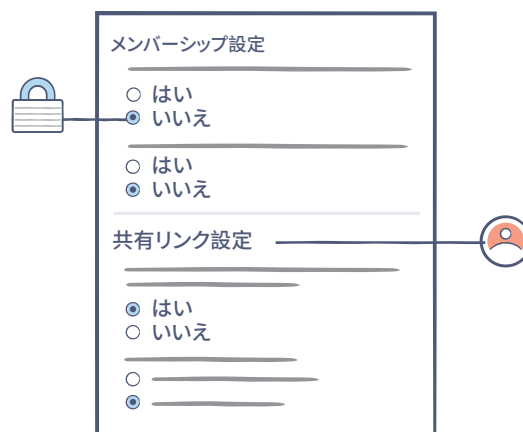 メンバーシップ設定
はい
いいえ
はい
いいえ
共有リンク設定
はい
いいえ